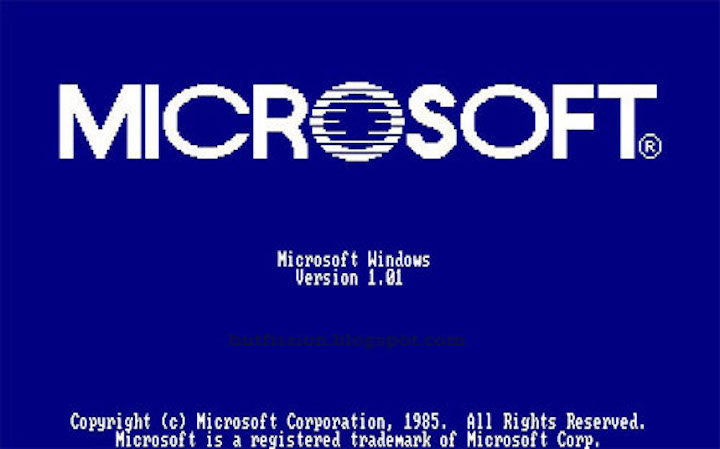 MICROSOFT®
Microsoft Windows
Version 1.01
Copyright (c) Microsoft Corporation, 1985.  All Rights Reserved.
Microsoft is a registered trademark of Microsoft Corp.